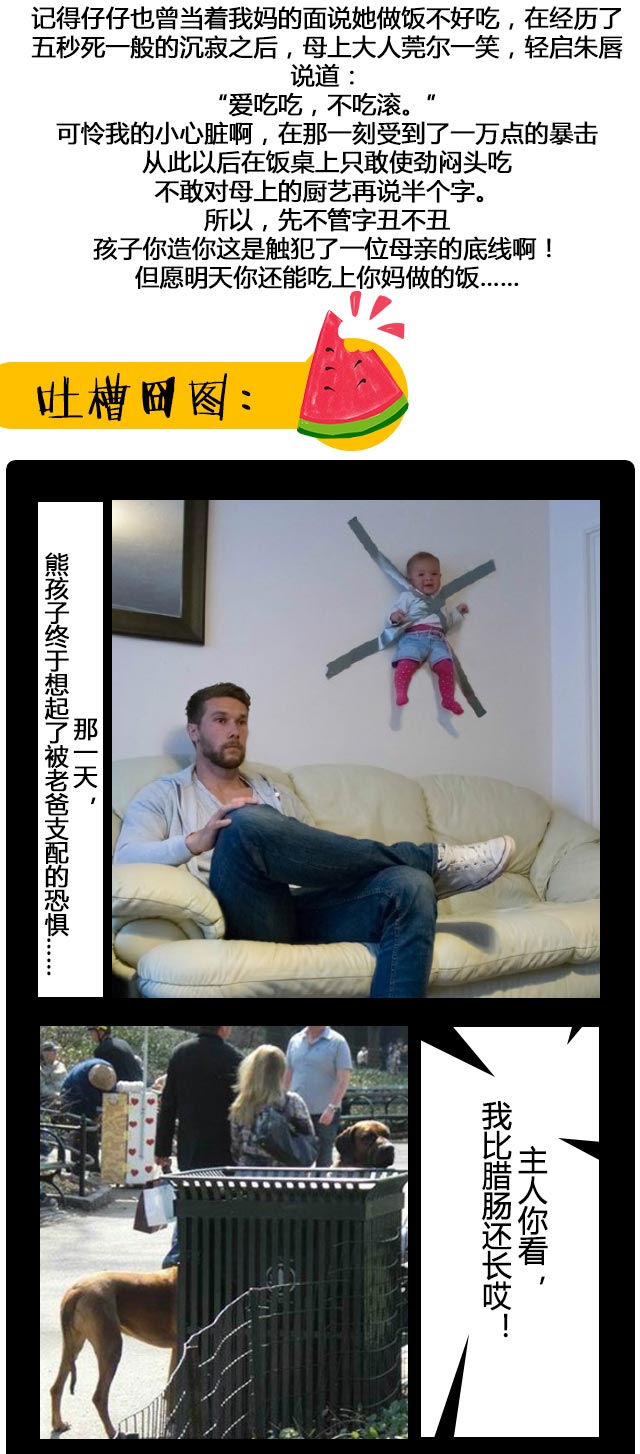 记得仔仔也曾当着我妈的面说她做饭不好吃，在经历了
五秒死一般的沉寂之后，母上大人莞尔一笑，轻启朱唇
说道：
“爱吃吃，不吃滚。”
可怜我的小心脏啊，在那一刻受到了一万点的暴击
从此以后在饭桌上只敢使劲闷头吃
不敢对母上的厨艺再说半个字。
所以，先不管字丑不丑
孩子你造你这是触犯了一位母亲的底线啊！
但愿明天你还能吃上你妈做的饭……
吐槽囧图：
那一天，
熊孩子终于想起了被老爸支配的恐惧……
主人你看，
我比腊肠还长哎！